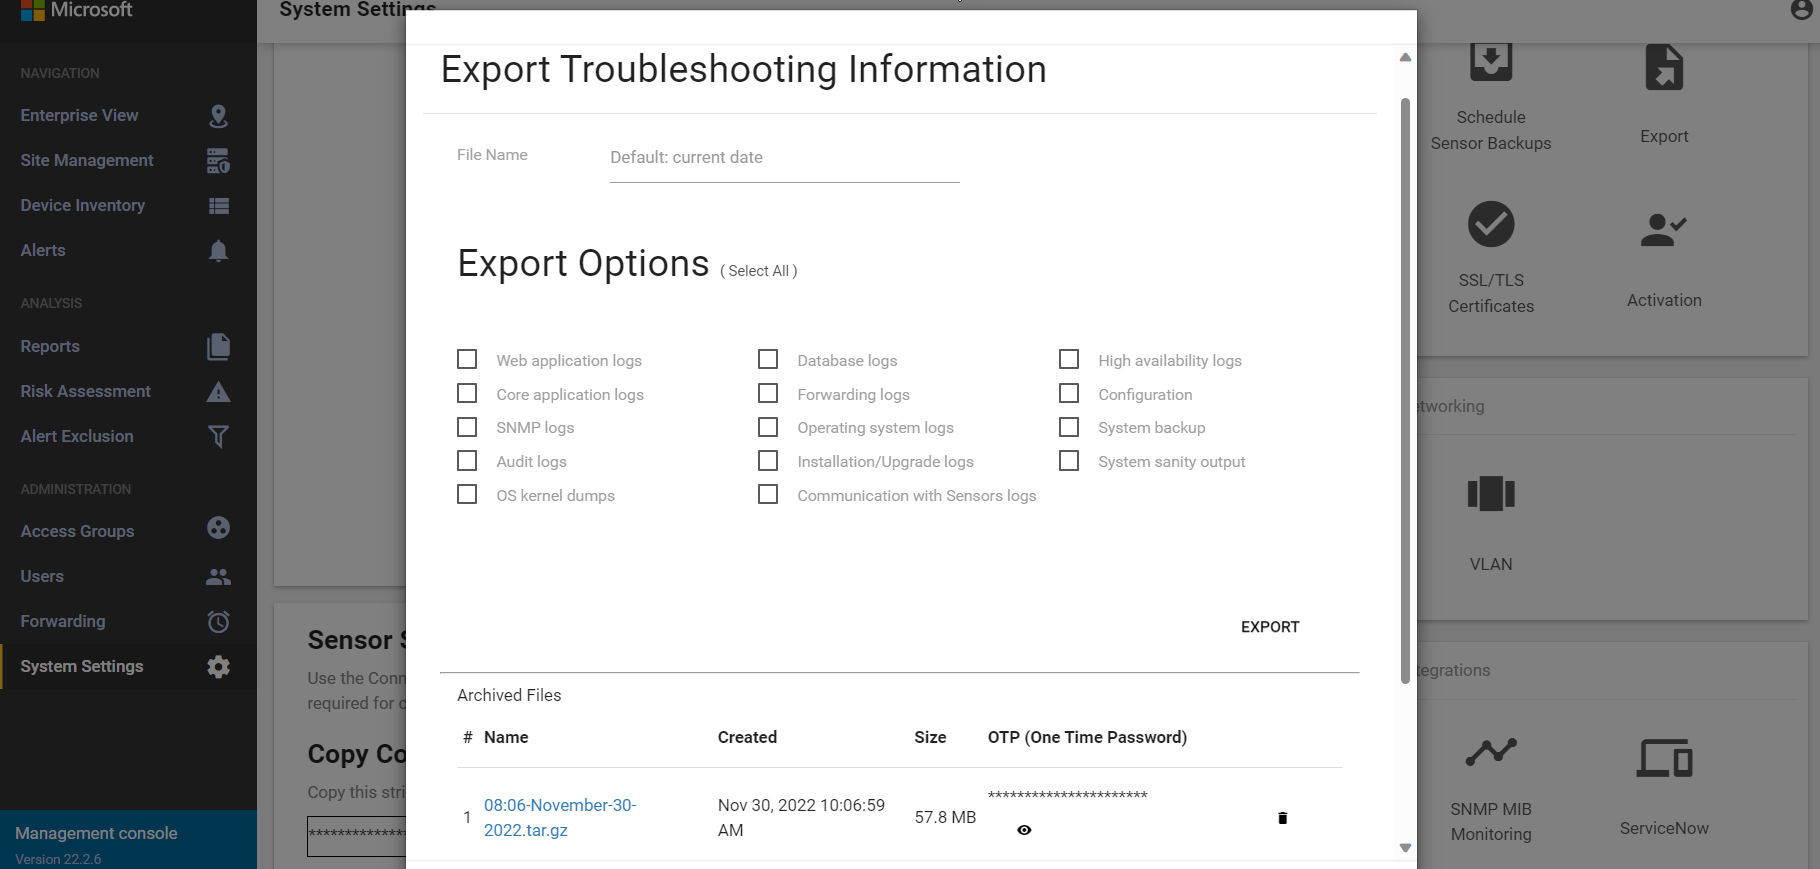 Microsoft
System Settings
NAVIGATION
Enterprise View
Site Management
Device Inventory
Alerts
ANALYSIS
Reports
Risk Assessment
Alert Exclusion
ADMINISTRATION
Access Groups
Users
Forwarding
System Settings
Management console
Version 22.2.6
Sensor S
Use the Conn
required for c
Copy Co
Copy this stri
*****************
Export Troubleshooting Information
File Name
Default: current date
Export Options ( Select All )
Web application logs
Database logs
High availability logs
Core application logs
Forwarding logs
Configuration
SNMP logs
Operating system logs
System backup
Audit logs
Installation/Upgrade logs
System sanity output
OS kernel dumps
Communication with Sensors logs
EXPORT
Archived Files
# Name Created Size OTP (One Time Password)
1 08:06-November-30-
2022.tar.gz
Nov 30, 2022 10:06:59
AM
57.8 MB
**********************
Schedule
Sensor Backups
Export
SSL/TLS
Certificates
Activation
etworking
VLAN
tegrations
SNMP MIB
Monitoring
ServiceNow